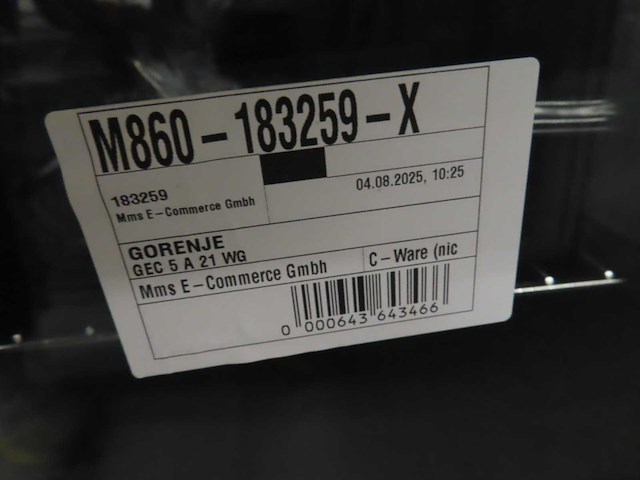 M860-183259-X
183259
Mms E-Commerce Gmbh
04.08.2025, 10:25
GORENJE
GEC 5 A 21 WG
Mms E-Commerce Gmbh
C-Ware (nic
0 000643 643466